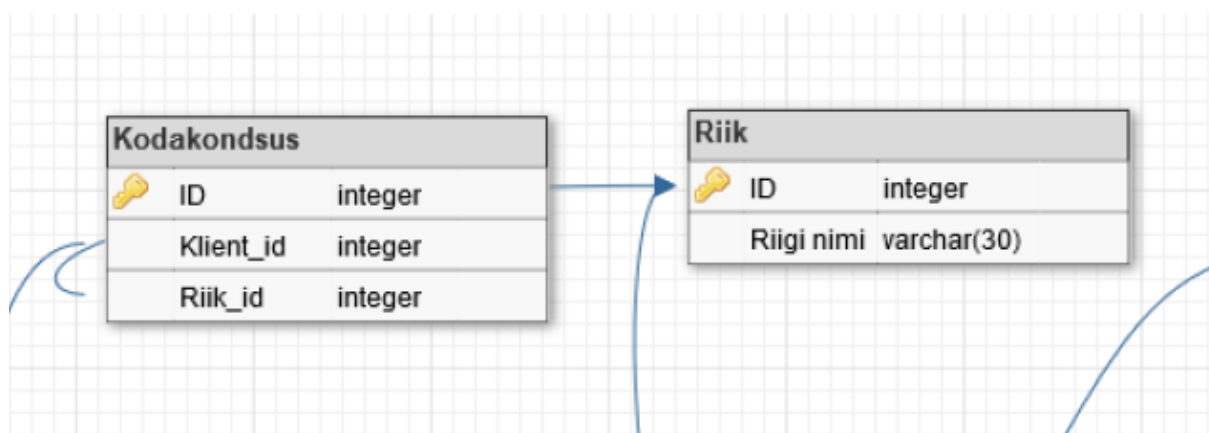 Kodakondsus
ID integer
Klient_id integer
Riik_id integer
Riik
ID integer
Riigi nimi varchar(30)